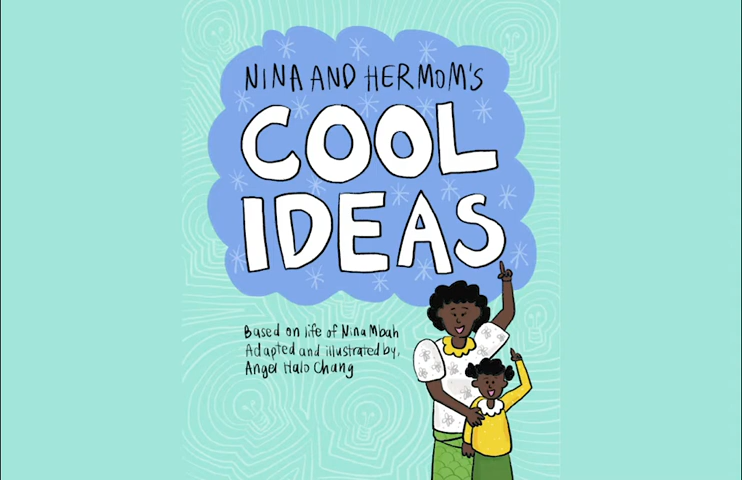 NINA AND HER MOM'S
COOL
IDEAS
Based on life of Nina Mbah
Adapted and illustrated by,
Angel Halo Chang